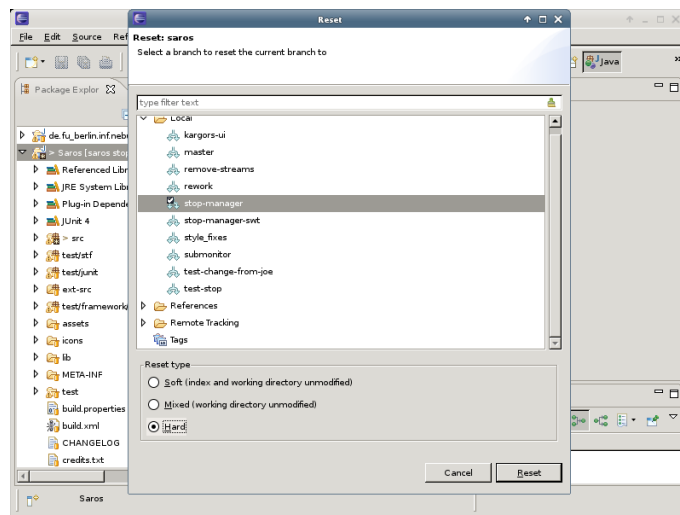 Reset
File Edit Source Ref
Reset: saros
Select a branch to reset the current branch to
Java
Package Explor
type filter text
Local
kargors-ui
master
remove-streams
rework
stop-manager
stop-manager-swt
style_fixes
submonitor
test-change-from-joe
test-stop
References
Remote Tracking
Tags
de.fu_berlin.inf.neb
> Saros [saros stop
Referenced Libr
JRE System Lib
Plug-in Depende
JUnit 4
> src
test/stf
test/junit
ext-src
test/framework/
assets
icons
lib
META-INF
test
build.properties
build.xml
CHANGELOG
credits.txt
Reset type
Soft (index and working directory unmodified)
Mixed (working directory unmodified)
Hard
Cancel Reset
Saros